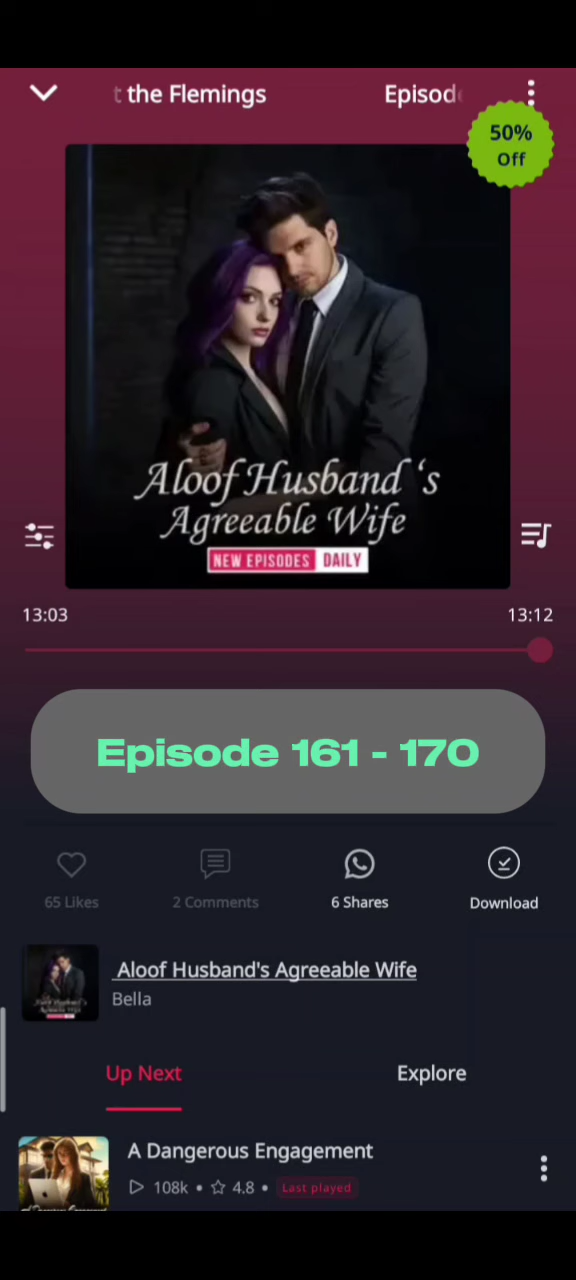 the Flemings
Episod
50%
Off
Aloof Husband 's
Agreeable Wife
NEW EPISODES DAILY
13:03
13:12
Episode 161 - 170
65 Likes
2 Comments
6 Shares
Download
Aloof Husband's Agreeable Wife
Bella
Up Next
Explore
A Dangerous Engagement
108k • 4.8 • Last played